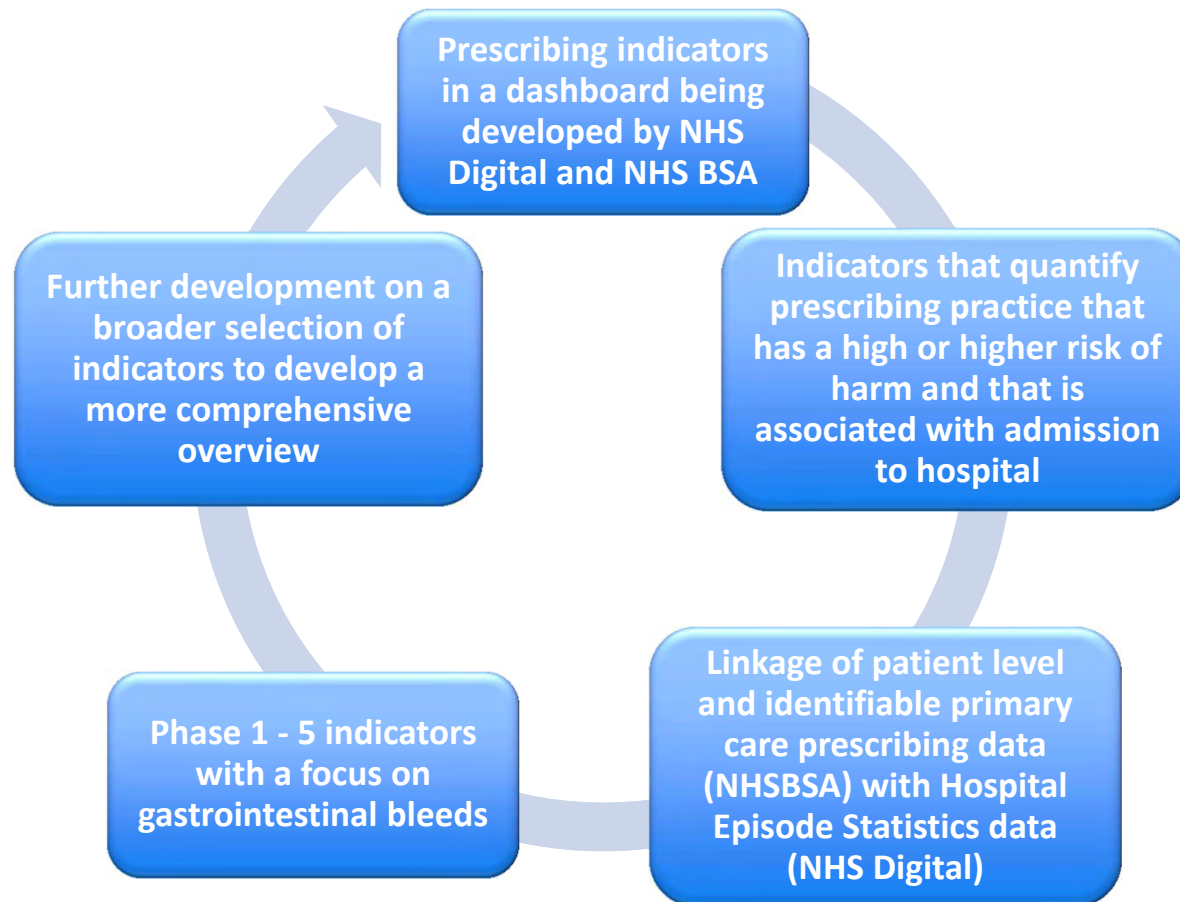 Prescribing indicators
in a dashboard being
developed by NHS
Digital and NHS BSA
Indicators that quantify
prescribing practice that
has a high or higher risk of
harm and that is
associated with admission
to hospital
Linkage of patient level
and identifiable primary
care prescribing data
(NHSBSA) with Hospital
Episode Statistics data
(NHS Digital)
Phase 1 - 5 indicators
with a focus on
gastrointestinal bleeds
Further development on a
broader selection of
indicators to develop a
more comprehensive
overview